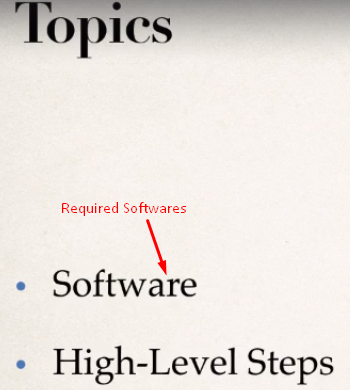 Topics
Required Softwares
Software
High-Level Steps